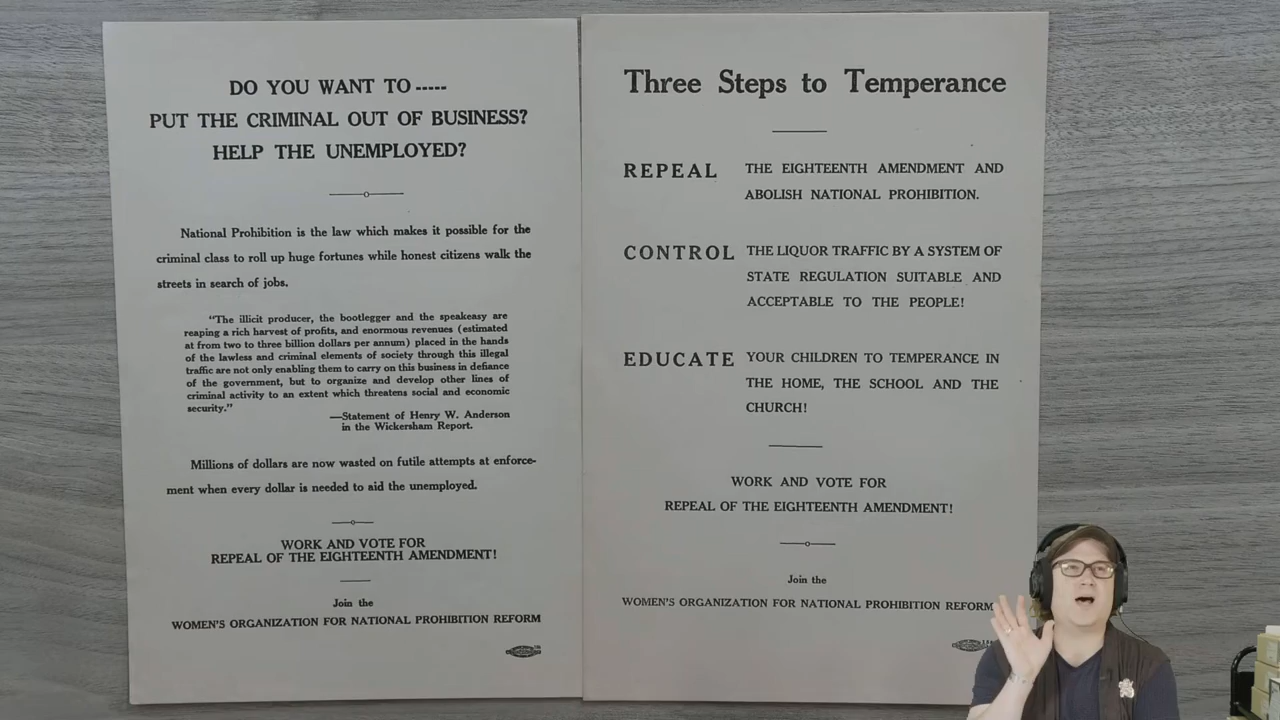 DO YOU WANT TO -----
PUT THE CRIMINAL OUT OF BUSINESS?
HELP THE UNEMPLOYED?
National Prohibition is the law which makes it possible for the
criminal class to roll up huge fortunes while honest citizens walk the
streets in search of jobs.
"The illicit producer, the bootlegger and the speakeasy are
reaping a rich harvest of profits, and enormous revenues (estimated
at from two to three billion dollars per annum) placed in the hands
of the lawless and criminal elements of society through this illegal
traffic are not only enabling them to carry on this business in defiance
of the government, but to organize and develop other lines of
criminal activity to an extent which threatens social and economic
security."
—Statement of Henry W. Anderson
in the Wickersham Report.
Millions of dollars are now wasted on futile attempts at enforce-
ment when every dollar is needed to aid the unemployed.
WORK AND VOTE FOR
REPEAL OF THE EIGHTEENTH AMENDMENT!
Join the
WOMEN'S ORGANIZATION FOR NATIONAL PROHIBITION REFORM
Three Steps to Temperance
REPEAL THE EIGHTEENTH AMENDMENT AND
ABOLISH NATIONAL PROHIBITION.
CONTROL THE LIQUOR TRAFFIC BY A SYSTEM OF
STATE REGULATION SUITABLE AND
ACCEPTABLE TO THE PEOPLE!
EDUCATE YOUR CHILDREN TO TEMPERANCE IN
THE HOME, THE SCHOOL AND THE
CHURCH!
WORK AND VOTE FOR
REPEAL OF THE EIGHTEENTH AMENDMENT!
Join the
WOMEN'S ORGANIZATION FOR NATIONAL PROHIBITION REFORM